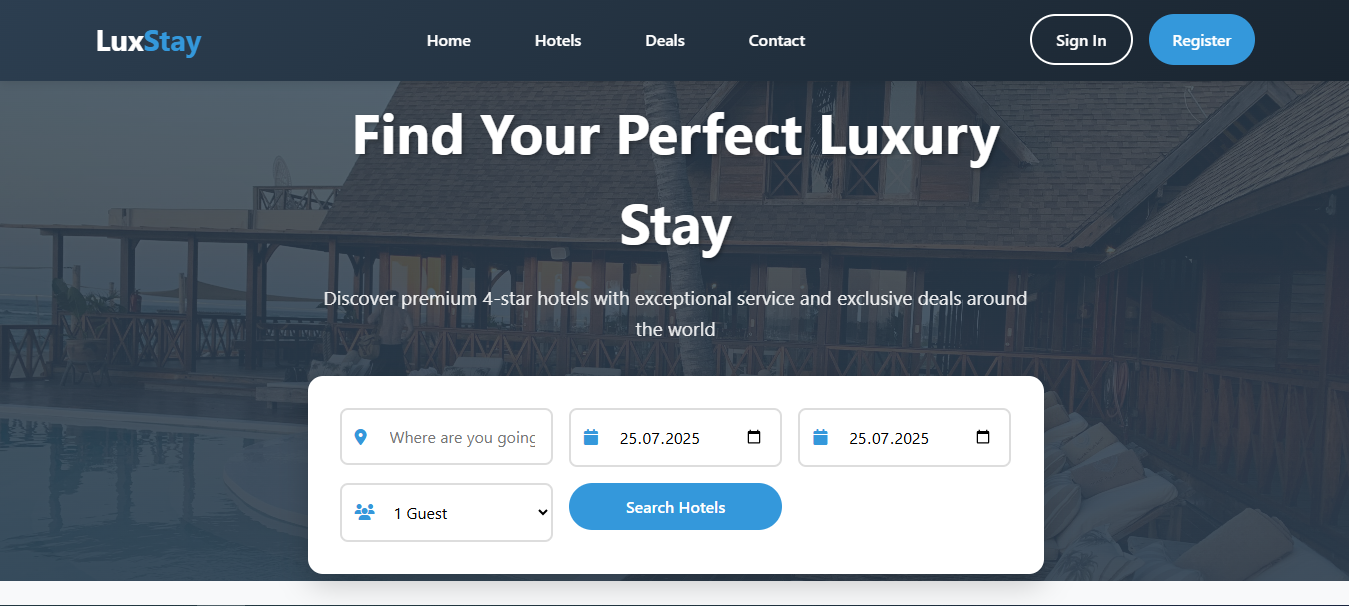 LuxStay
Home
Hotels
Deals
Contact
Sign In
Register
Find Your Perfect Luxury
Stay
Discover premium 4-star hotels with exceptional service and exclusive deals around
the world
Where are you going
25.07.2025
25.07.2025
1 Guest
Search Hotels